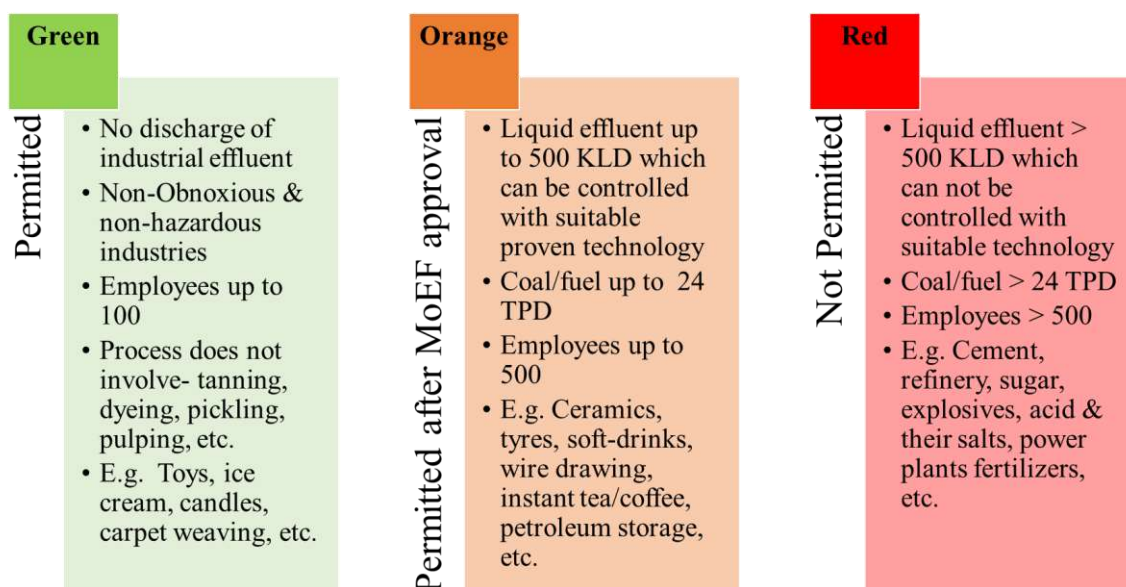 Green
Permitted
• No discharge of
industrial effluent
• Non-Obnoxious &
non-hazardous
industries
• Employees up to
100
• Process does not
involve- tanning,
dyeing, pickling,
pulping, etc.
• E.g. Toys, ice
cream, candles,
carpet weaving, etc.
Orange
Permitted after MoEF approval
• Liquid effluent up
to 500 KLD which
can be controlled
with suitable
proven technology
• Coal/fuel up to 24
TPD
• Employees up to
500
• E.g. Ceramics,
tyres, soft-drinks,
wire drawing,
instant tea/coffee,
petroleum storage,
etc.
Red
Not Permitted
• Liquid effluent >
500 KLD which
can not be
controlled with
suitable technology
• Coal/fuel > 24 TPD
• Employees > 500
• E.g. Cement,
refinery, sugar,
explosives, acid &
their salts, power
plants fertilizers,
etc.